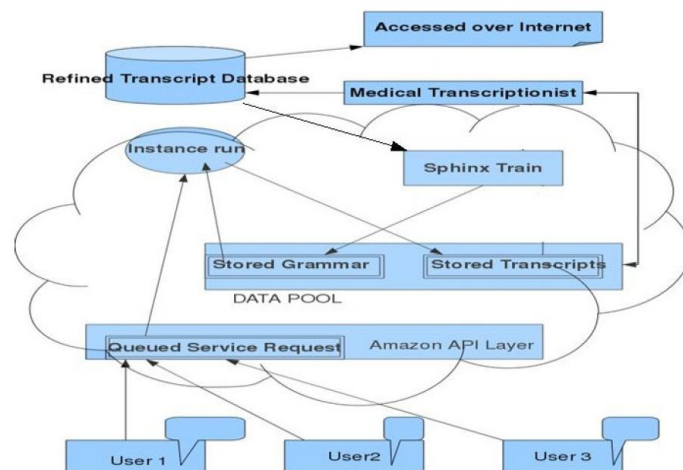 Accessed over Internet
Refined Transcript Database
Medical Transcriptionist
Instance run
Sphinx Train
Stored Grammar
Stored Transcripts
DATA POOL
Queued Service Request
Amazon API Layer
User 1
User2
User 3